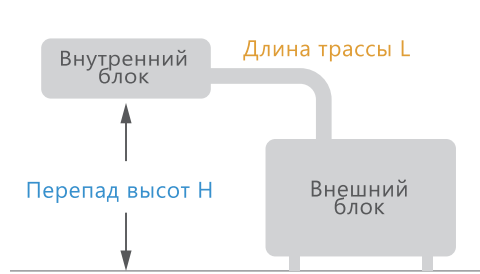 Длина трассы L
Внутренний
блок
Перепад высот H
Внешний
блок